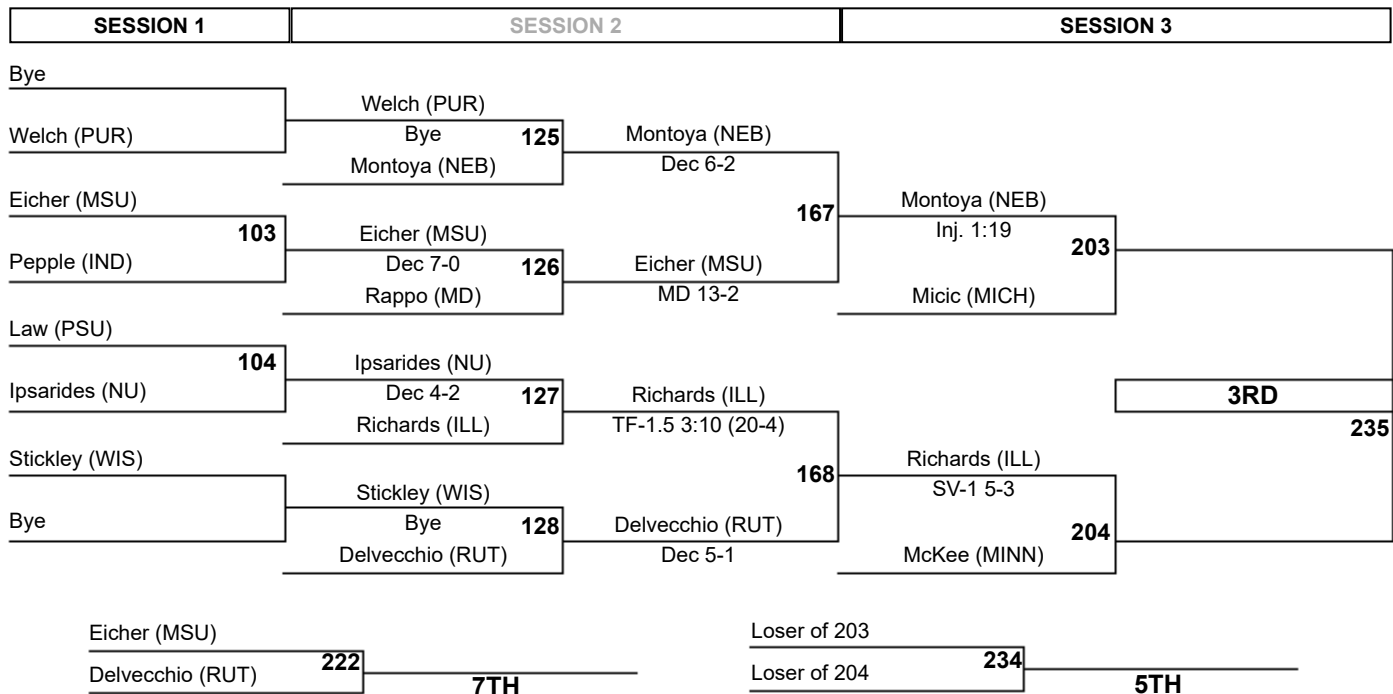 SESSION 1
SESSION 2
SESSION 3
Bye
Welch (PUR)
Eicher (MSU)
103
Pepple (IND)
Law (PSU)
104
Ipsarides (NU)
Stickley (WIS)
Bye
Welch (PUR)
Bye
125
Montoya (NEB)
Eicher (MSU)
Dec 7-0
126
Rappo (MD)
Ipsarides (NU)
Dec 4-2
127
Richards (ILL)
Stickley (WIS)
Bye
128
Delvecchio (RUT)
Montoya (NEB)
Dec 6-2
167
Eicher (MSU)
MD 13-2
Richards (ILL)
TF-1.5 3:10 (20-4)
168
Delvecchio (RUT)
Dec 5-1
Montoya (NEB)
Inj. 1:19
203
Micic (MICH)
Richards (ILL)
SV-1 5-3
204
McKee (MINN)
3RD
235
Eicher (MSU)
222
Delvecchio (RUT)
7TH
Loser of 203
234
Loser of 204
5TH